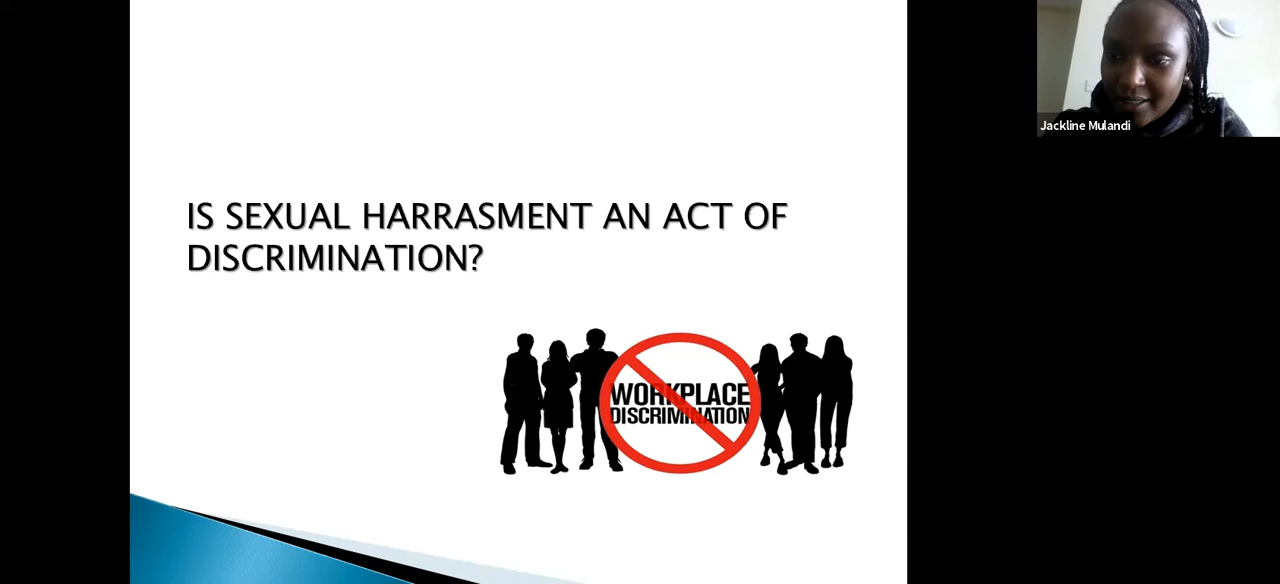 IS SEXUAL HARRASMENT AN ACT OF
DISCRIMINATION?
WORKPLACE
DISCRIMINATION
Jackline Mulandi